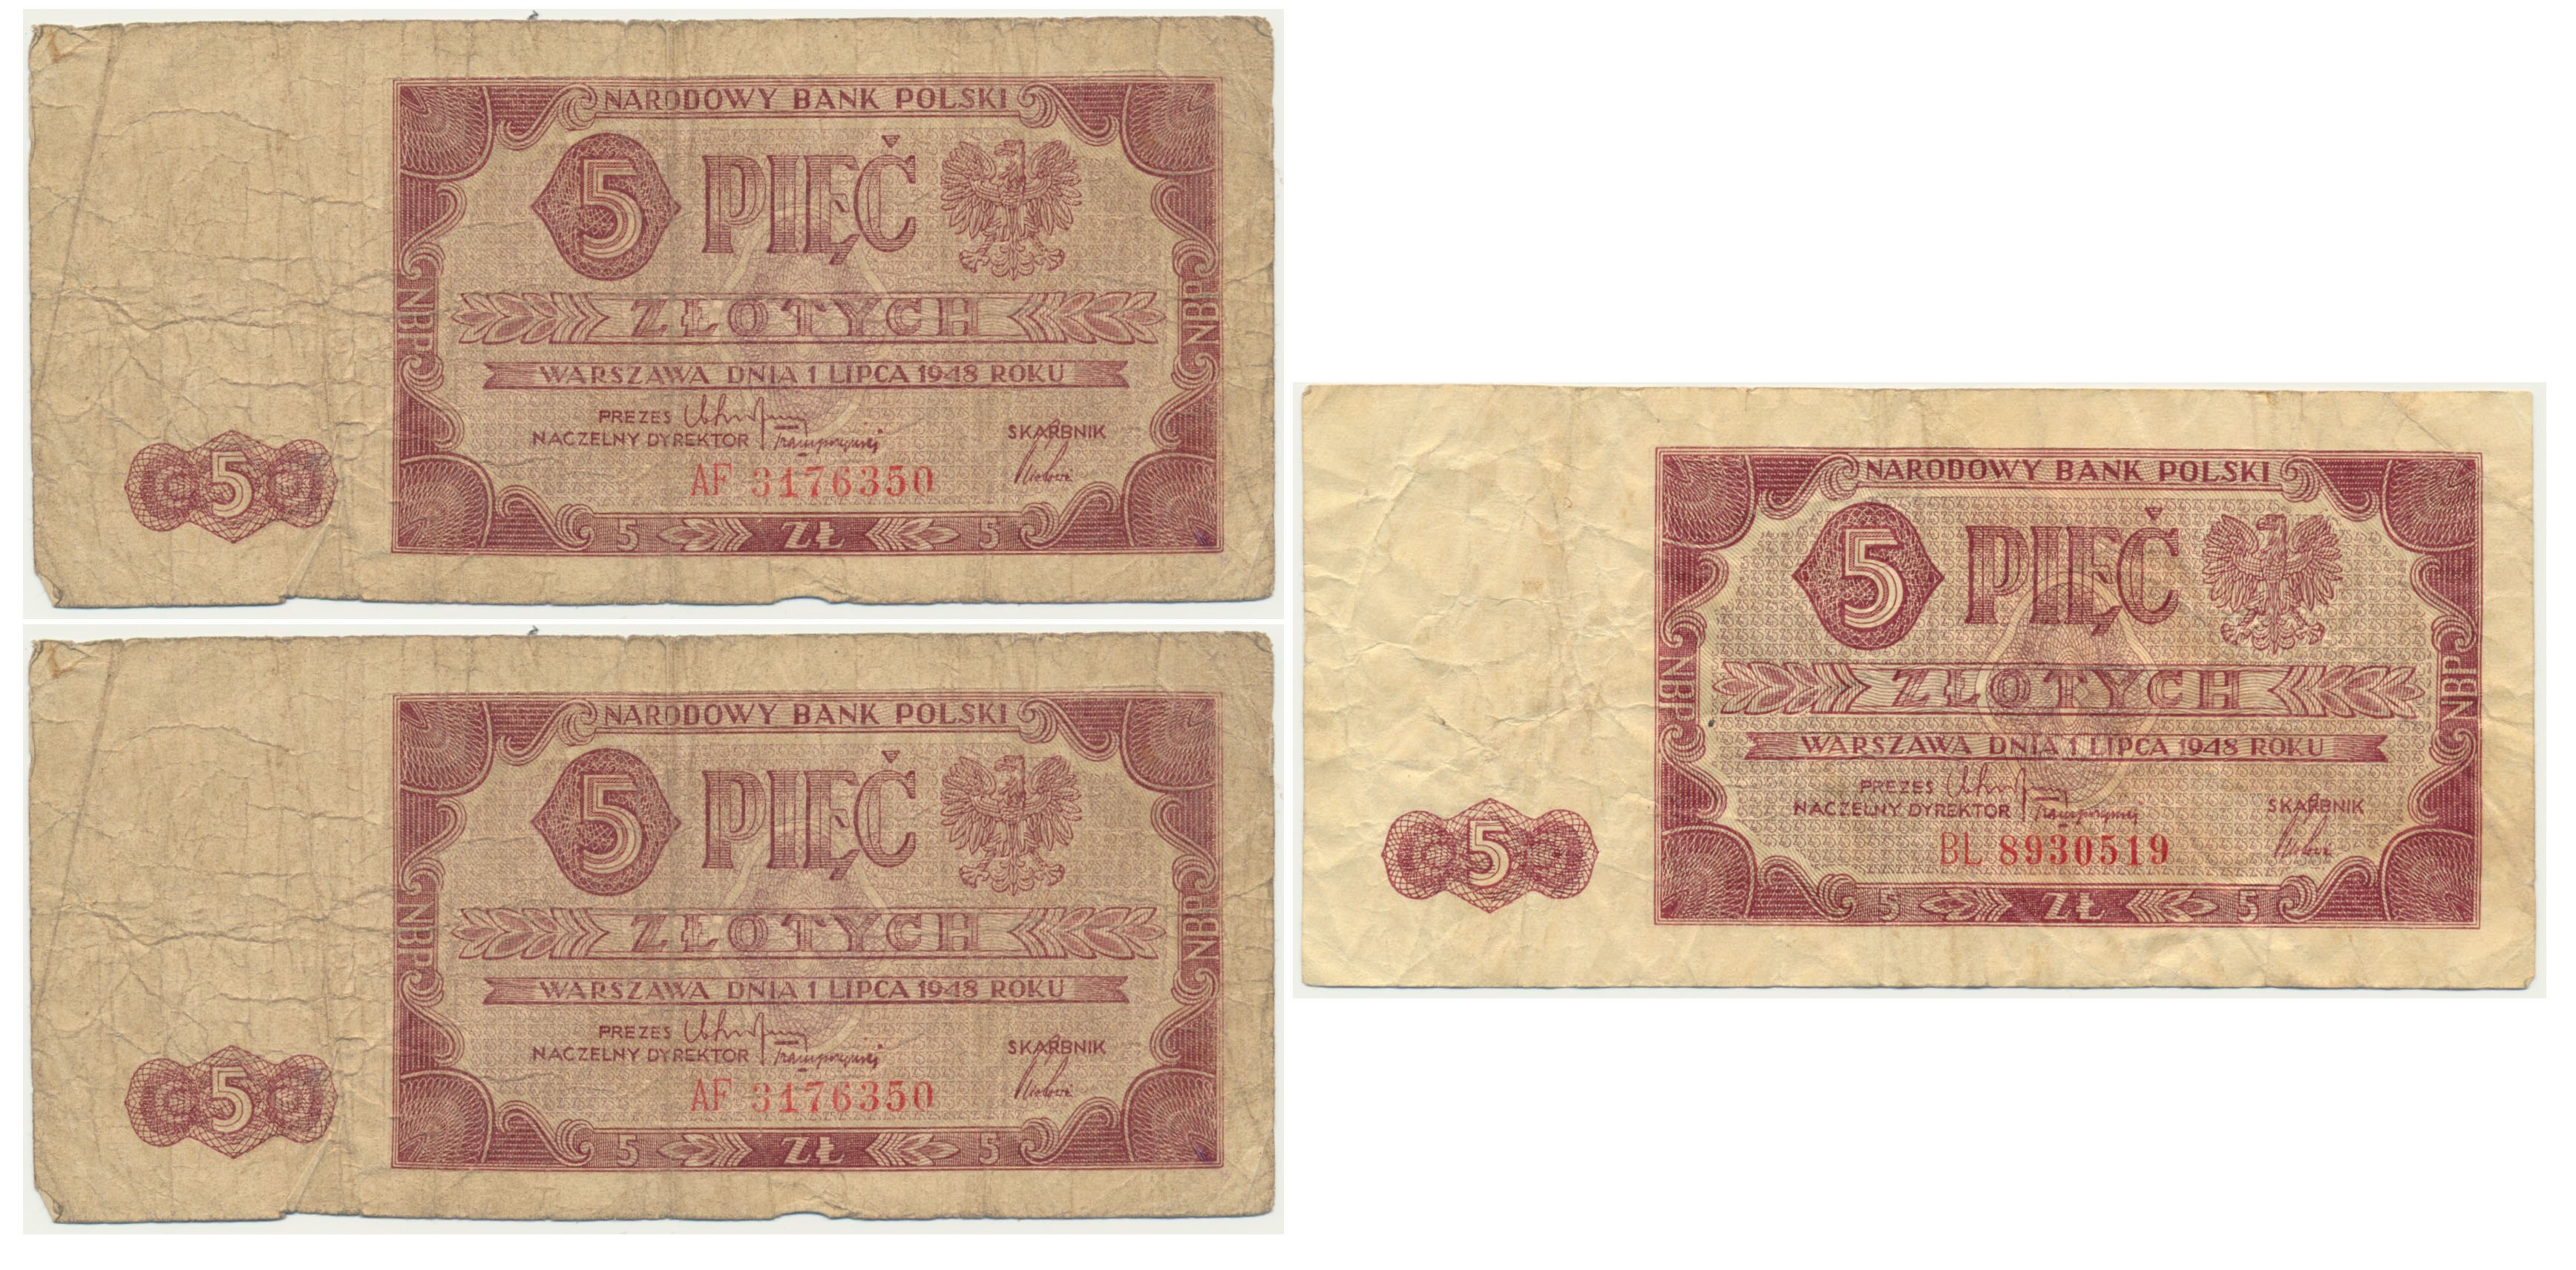 NARODOWY BANK POLSKI
5 PIĘĆ
ZŁOTYCH
NBP
NBP
WARSZAWA DNIA 1 LIPCA 1948 ROKU
PREZES
NACZELNY DYREKTOR
SKARBNIK
AF 3176350
5
5 ZŁ 5
NARODOWY BANK POLSKI
5 PIĘĆ
ZŁOTYCH
NBP
NBP
WARSZAWA DNIA 1 LIPCA 1948 ROKU
PREZES
NACZELNY DYREKTOR
SKARBNIK
AF 3176350
5
5 ZŁ 5
NARODOWY BANK POLSKI
5 PIĘĆ
ZŁOTYCH
NBP
NBP
WARSZAWA DNIA 1 LIPCA 1948 ROKU
PREZES
NACZELNY DYREKTOR
SKARBNIK
BL 8930519
5
5 ZŁ 5